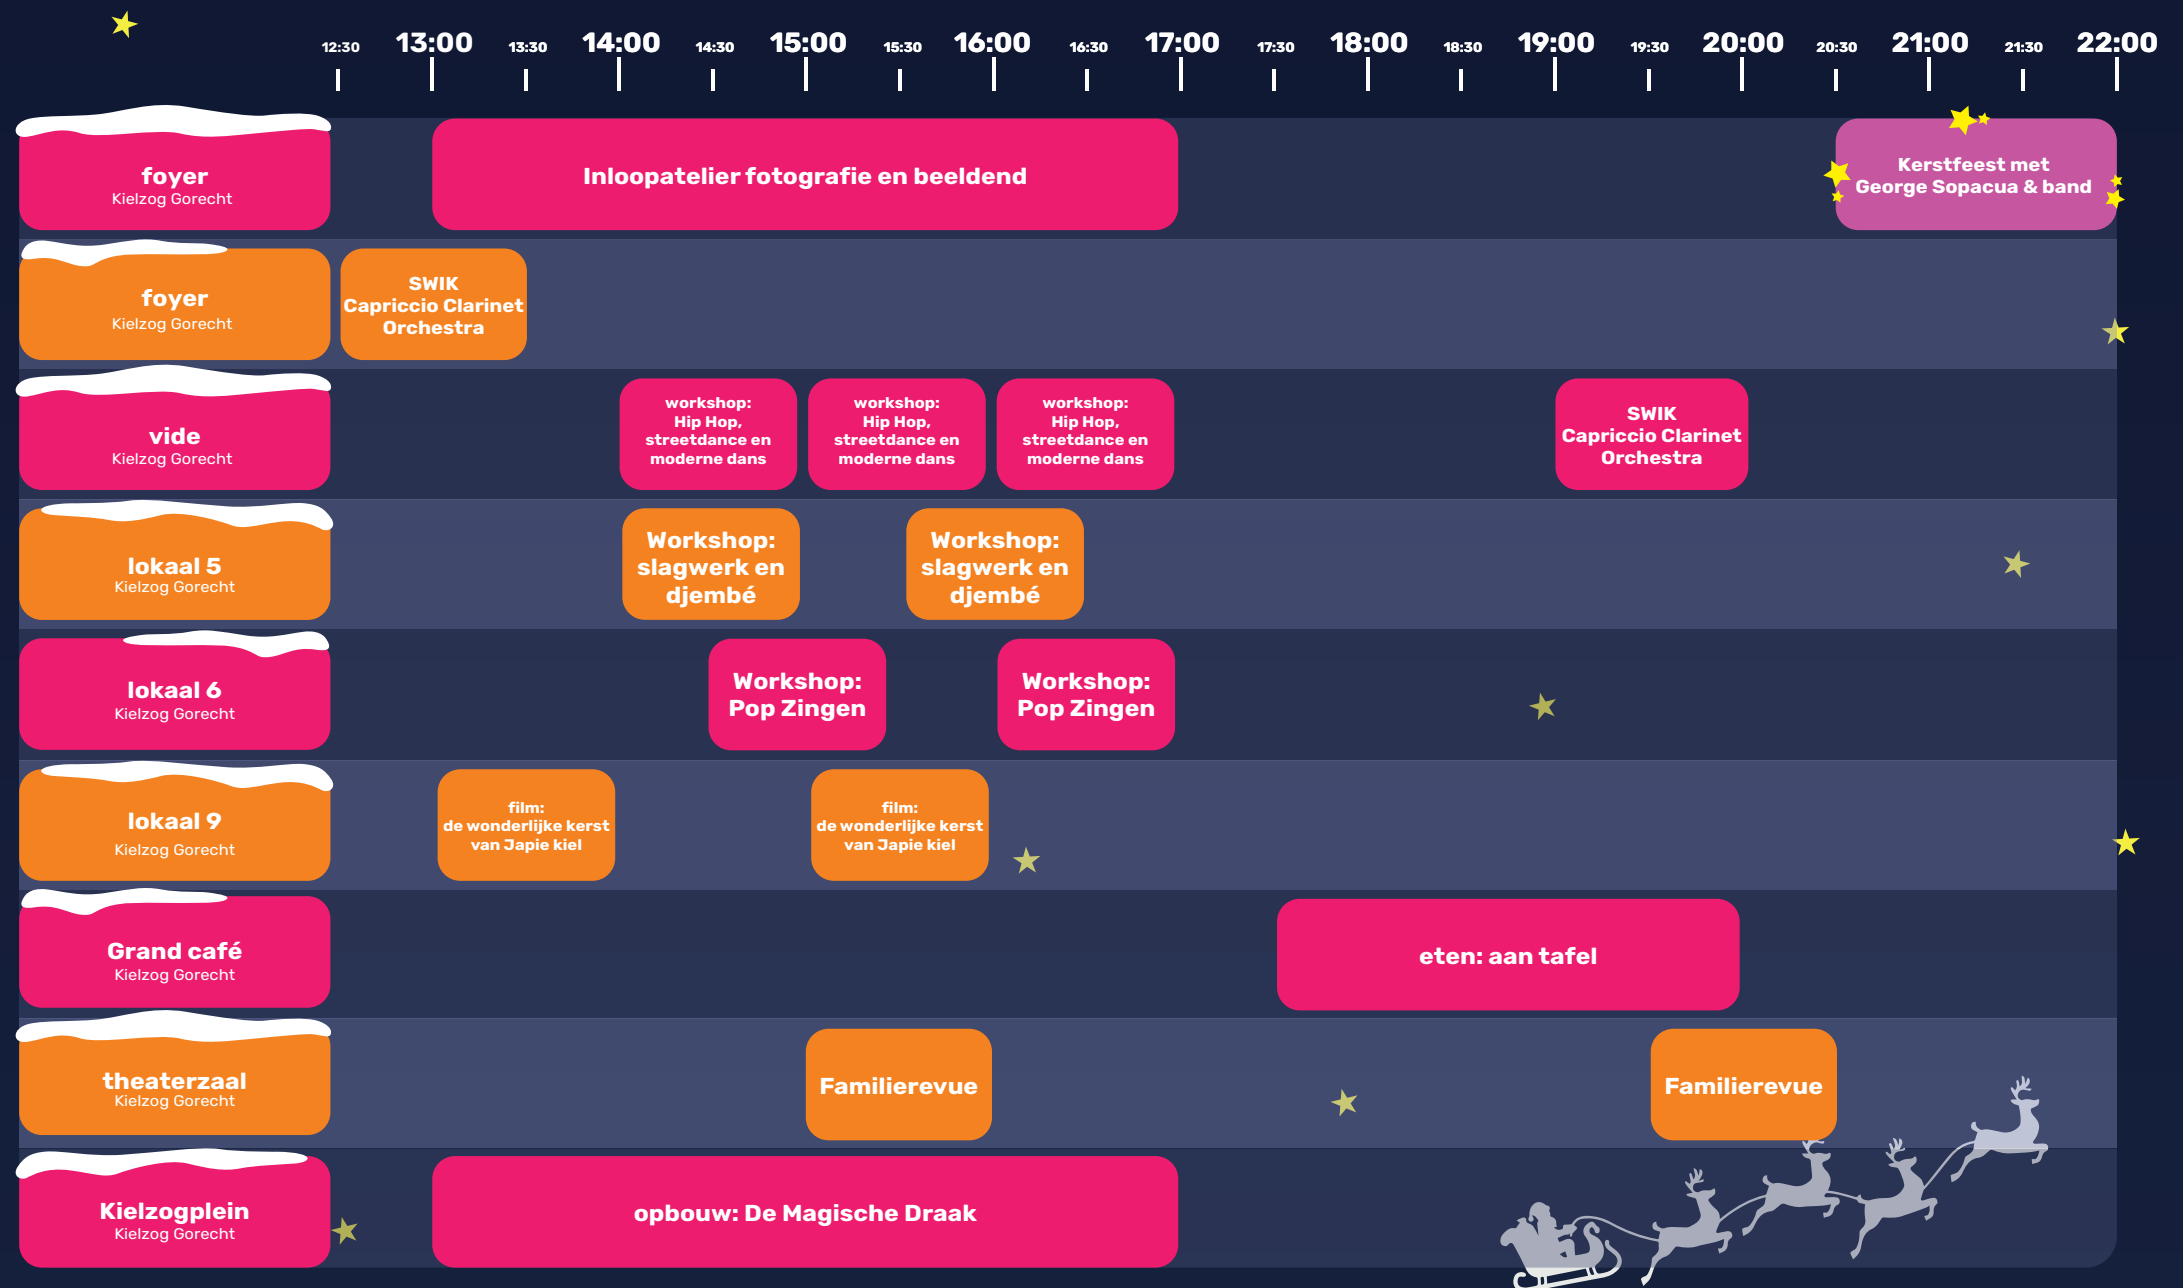 12:30 13:00 13:30 14:00 14:30 15:00 15:30 16:00 16:30 17:00 17:30 18:00 18:30 19:00 19:30 20:00 20:30 21:00 21:30 22:00
foyer
Kielzog Gorecht
Inloopatelier fotografie en beeldend
Kerstfeest met
George Sopacua & band
foyer
Kielzog Gorecht
SWIK
Capriccio Clarinet
Orchestra
vide
Kielzog Gorecht
workshop:
Hip Hop,
streetdance en
moderne dans
workshop:
Hip Hop,
streetdance en
moderne dans
workshop:
Hip Hop,
streetdance en
moderne dans
SWIK
Capriccio Clarinet
Orchestra
lokaal 5
Kielzog Gorecht
Workshop:
slagwerk en
djembé
Workshop:
slagwerk en
djembé
lokaal 6
Kielzog Gorecht
Workshop:
Pop Zingen
Workshop:
Pop Zingen
lokaal 9
Kielzog Gorecht
film:
de wonderlijke kerst
van Japie kiel
film:
de wonderlijke kerst
van Japie kiel
Grand café
Kielzog Gorecht
eten: aan tafel
theaterzaal
Kielzog Gorecht
Familierevue
Familierevue
Kielzogplein
Kielzog Gorecht
opbouw: De Magische Draak